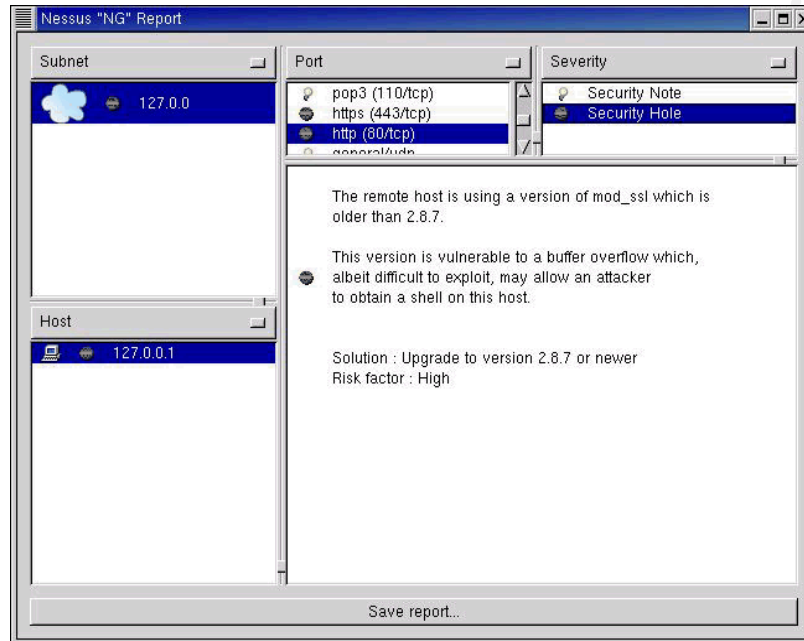 Nessus "NG" Report
Subnet
127.0.0
Host
127.0.0.1
Port
pop3 (110/tcp)
https (443/tcp)
http (80/tcp)
general/udp
Severity
Security Note
Security Hole
The remote host is using a version of mod_ssl which is
older than 2.8.7.
This version is vulnerable to a buffer overflow which,
albeit difficult to exploit, may allow an attacker
to obtain a shell on this host.
Solution : Upgrade to version 2.8.7 or newer
Risk factor : High
Save report...